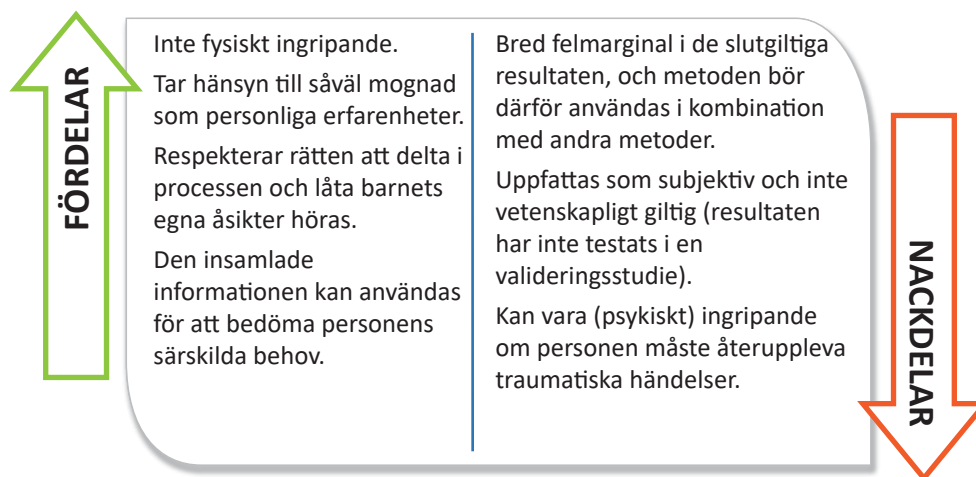 FÖRDELAR
Inte fysiskt ingripande.
Tar hänsyn till såväl mognad
som personliga erfarenheter.
Respekterar rätten att delta i
processen och låta barnets
egna åsikter höras.
Den insamlade
informationen kan användas
för att bedöma personens
särskilda behov.
Bred felmarginal i de slutgiltiga
resultaten, och metoden bör
därför användas i kombination
med andra metoder.
Uppfattas som subjektiv och inte
vetenskapligt giltig (resultaten
har inte testats i en
valideringsstudie).
Kan vara (psykiskt) ingripande
om personen måste återuppleva
traumatiska händelser.
NACKDELAR